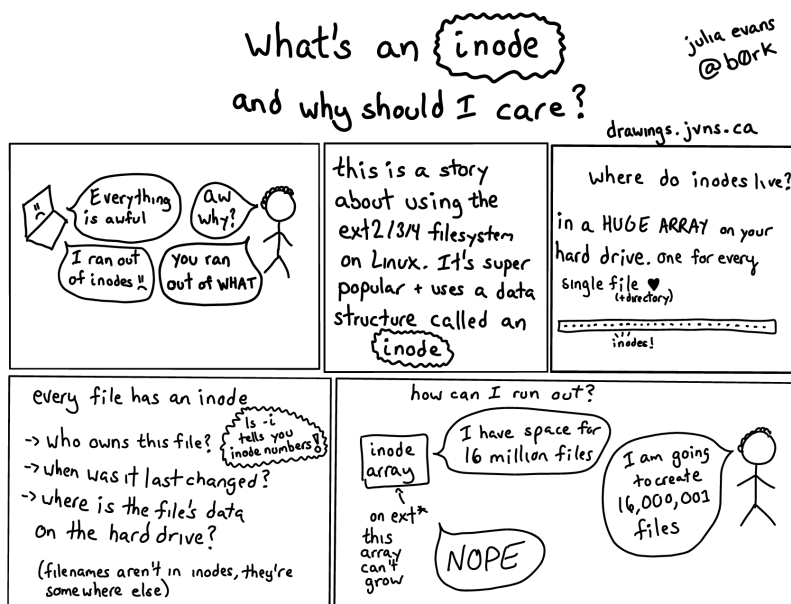 what's an inode
and why should I care?
julia evans
@b0rk
drawings.jvns.ca
Everything
is awful
aw
why?
I ran out
of inodes!!
you ran
out of WHAT
this is a story
about using the
ext2/3/4 filesystem
on Linux. It's super
popular + uses a data
structure called an
inode
where do inodes live?
in a HUGE ARRAY on your
hard drive. one for every
single file ♥
(+directory)
inodes!
every file has an inode
ls -i
tells you
inode numbers!
-> who owns this file?
-> when was it last changed?
-> where is the file's data
on the hard drive?
(filenames aren't in inodes, they're
somewhere else)
how can I run out?
inode
array
I have space for
16 million files
I am going
to create
16,000,001
files
on ext*
this
array
can't
grow
NOPE